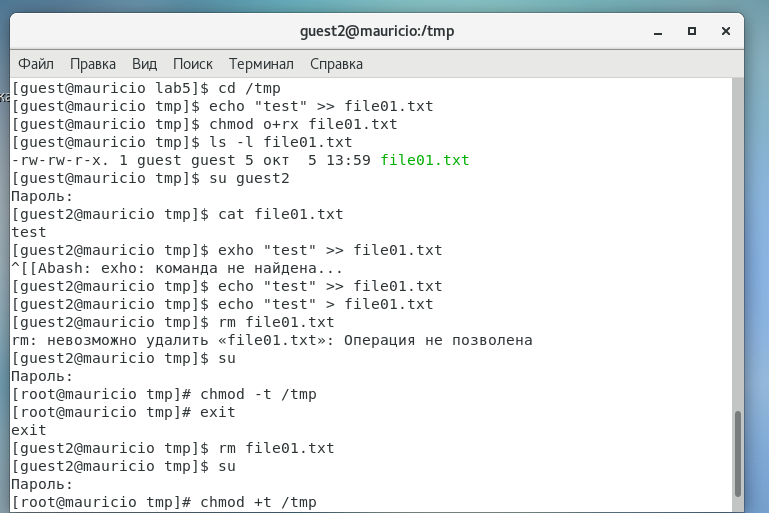 guest2@mauricio:/tmp
Файл Правка Вид Поиск Терминал Справка
[guest@mauricio lab5]$ cd /tmp
[guest@mauricio tmp]$ echo "test" >> file01.txt
[guest@mauricio tmp]$ chmod o+rx file01.txt
[guest@mauricio tmp]$ ls -l file01.txt
-rw-rw-r-x. 1 guest guest 5 окт  5 13:59 file01.txt
[guest@mauricio tmp]$ su guest2
Пароль:
[guest2@mauricio tmp]$ cat file01.txt
test
[guest2@mauricio tmp]$ exho "test" >> file01.txt
^[[Abash: exho: команда не найдена...
[guest2@mauricio tmp]$ echo "test" >> file01.txt
[guest2@mauricio tmp]$ echo "test" > file01.txt
[guest2@mauricio tmp]$ rm file01.txt
rm: невозможно удалить «file01.txt»: Операция не позволена
[guest2@mauricio tmp]$ su
Пароль:
[root@mauricio tmp]# chmod -t /tmp
[root@mauricio tmp]# exit
exit
[guest2@mauricio tmp]$ rm file01.txt
[guest2@mauricio tmp]$ su
Пароль:
[root@mauricio tmp]# chmod +t /tmp